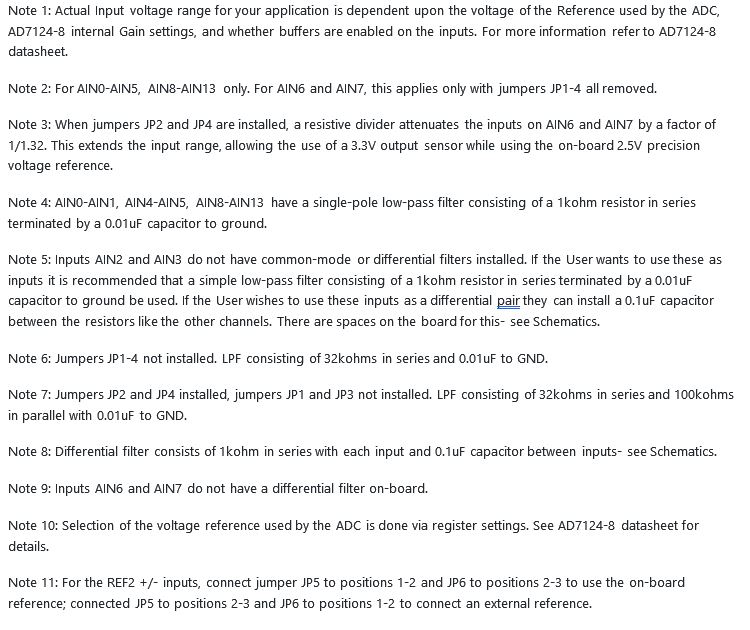 Note 1: Actual Input voltage range for your application is dependent upon the voltage of the Reference used by the ADC,
AD7124-8 internal Gain settings, and whether buffers are enabled on the inputs. For more information refer to AD7124-8
datasheet.
Note 2: For AIN0-AIN5, AIN8-AIN13 only. For AIN6 and AIN7, this applies only with jumpers JP1-4 all removed.
Note 3: When jumpers JP2 and JP4 are installed, a resistive divider attenuates the inputs on AIN6 and AIN7 by a factor of
1/1.32. This extends the input range, allowing the use of a 3.3V output sensor while using the on-board 2.5V precision
voltage reference.
Note 4: AIN0-AIN1, AIN4-AIN5, AIN8-AIN13 have a single-pole low-pass filter consisting of a 1kohm resistor in series
terminated by a 0.01uF capacitor to ground.
Note 5: Inputs AIN2 and AIN3 do not have common-mode or differential filters installed. If the User wants to use these as
inputs it is recommended that a simple low-pass filter consisting of a 1kohm resistor in series terminated by a 0.01uF
capacitor to ground be used. If the User wishes to use these inputs as a differential pair they can install a 0.1uF capacitor
between the resistors like the other channels. There are spaces on the board for this- see Schematics.
Note 6: Jumpers JP1-4 not installed. LPF consisting of 32kohms in series and 0.01uF to GND.
Note 7: Jumpers JP2 and JP4 installed, jumpers JP1 and JP3 not installed. LPF consisting of 32kohms in series and 100kohms
in parallel with 0.01uF to GND.
Note 8: Differential filter consists of 1kohm in series with each input and 0.1uF capacitor between inputs- see Schematics.
Note 9: Inputs AIN6 and AIN7 do not have a differential filter on-board.
Note 10: Selection of the voltage reference used by the ADC is done via register settings. See AD7124-8 datasheet for
details.
Note 11: For the REF2 +/- inputs, connect jumper JP5 to positions 1-2 and JP6 to positions 2-3 to use the on-board
reference; connected JP5 to positions 2-3 and JP6 to positions 1-2 to connect an external reference.